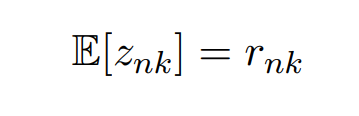 𝔼[z_{nk}] = r_{nk}